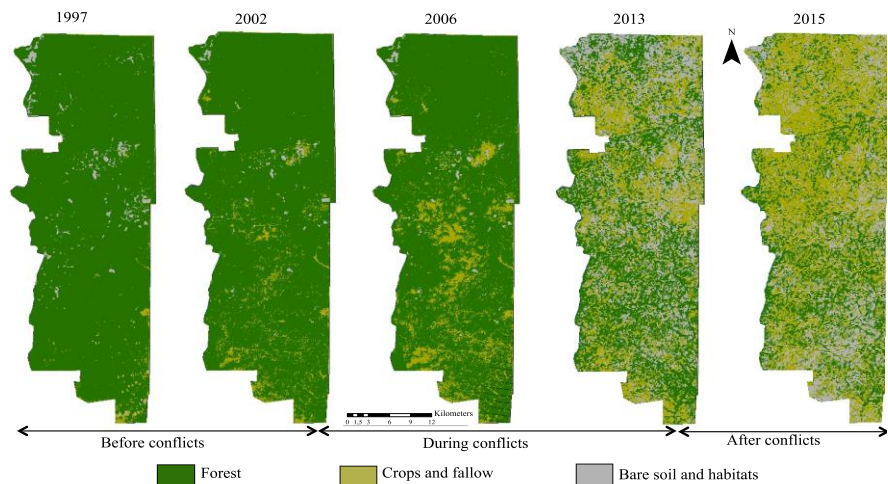 1997 2002 2006 2013 2015
N
Kilometers
0 1,5 3 6 9 12
Before conflicts During conflicts After conflicts
Forest Crops and fallow Bare soil and habitats